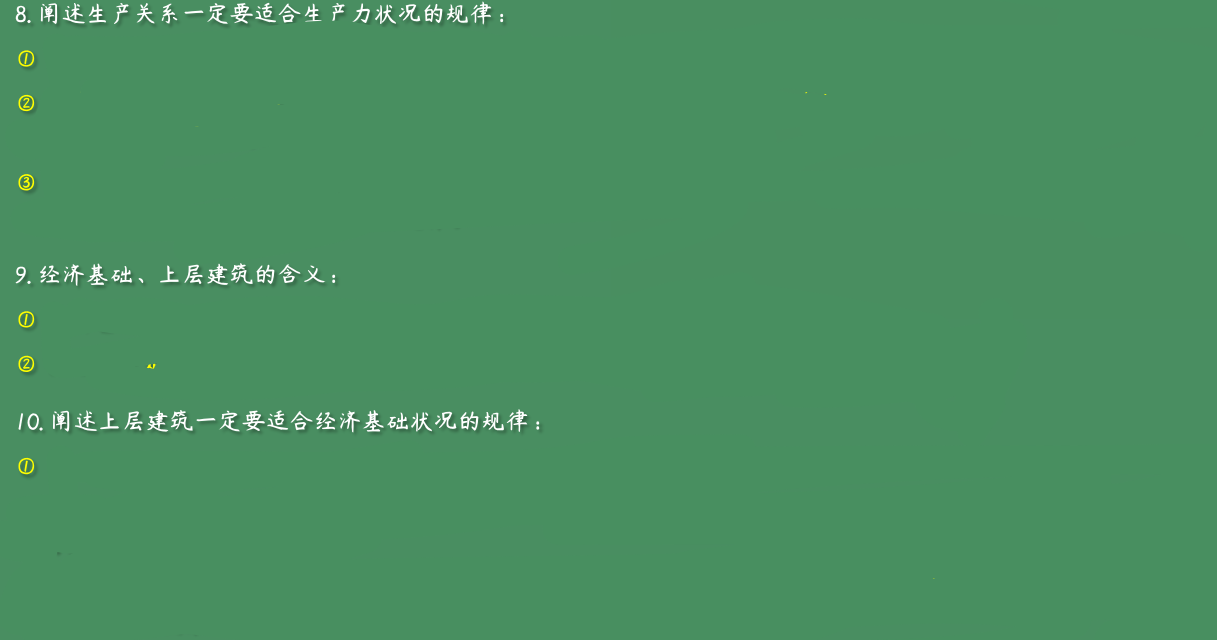 8. 阐述生产关系一定要适合生产力状况的规律：
①
②
③
9. 经济基础、上层建筑的含义：
①
②
10. 阐述上层建筑一定要适合经济基础状况的规律：
①